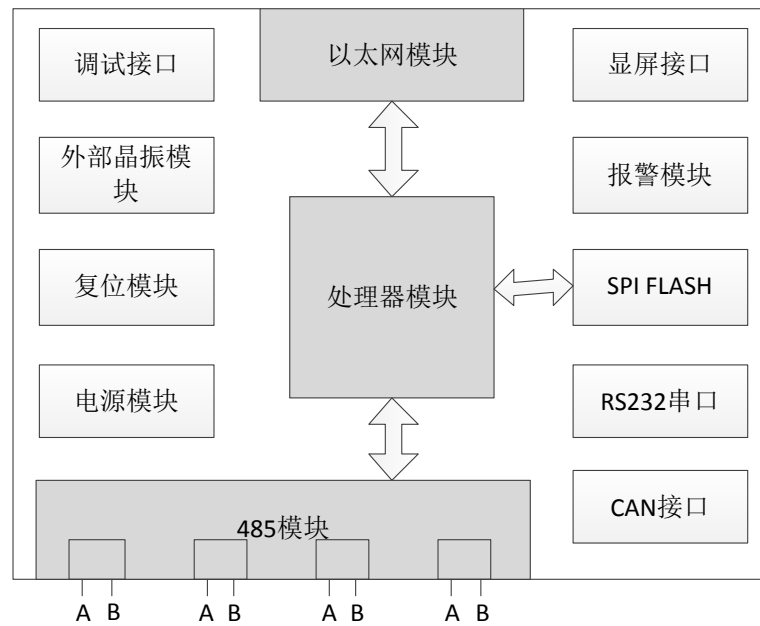 调试接口
以太网模块
显屏接口
外部晶振模
块
报警模块
复位模块
处理器模块
SPI FLASH
电源模块
RS232串口
485模块
CAN接口
A B A B A B A B